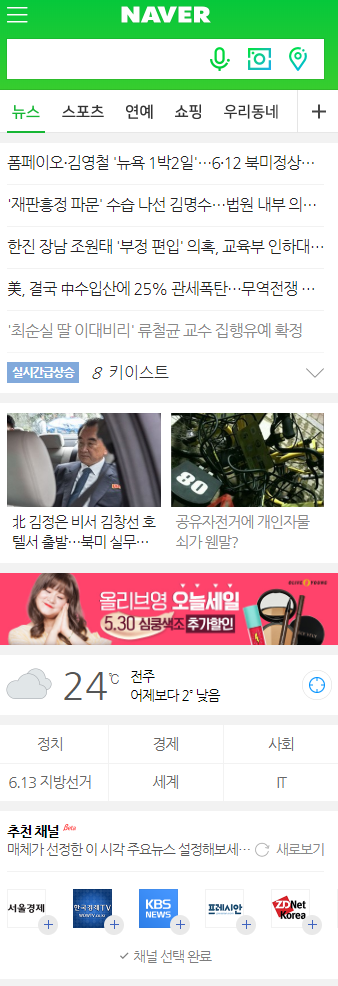 NAVER
뉴스 스포츠 연예 쇼핑 우리동네
폼페이오·김영철 '뉴욕 1박2일'…6·12 북미정상…
'재판흥정 파문' 수습 나선 김명수…법원 내부 의…
한진 장남 조원태 '부정 편입' 의혹, 교육부 인하대…
美, 결국 中수입산에 25% 관세폭탄…무역전쟁 …
'최순실 딸 이대비리' 류철균 교수 집행유예 확정
실시간급상승 8 키이스트
80
北 김정은 비서 김창선 호
텔서 출발…북미 실무…
공유자전거에 개인자물
쇠가 웬말?
올리브영 오늘세일
5.30 심쿵색조 추가할인
OLIVE YOUNG
24℃
전주
어제보다 2˚ 낮음
정치 경제 사회
6.13 지방선거 세계 IT
추천 채널 Beta
매체가 선정한 이 시각 주요뉴스 설정해보세… 새로보기
서울경제
한국경제TV
WOWTV.co.kr
KBS
NEWS
프레시안
ZDNet
Korea
채널 선택 완료